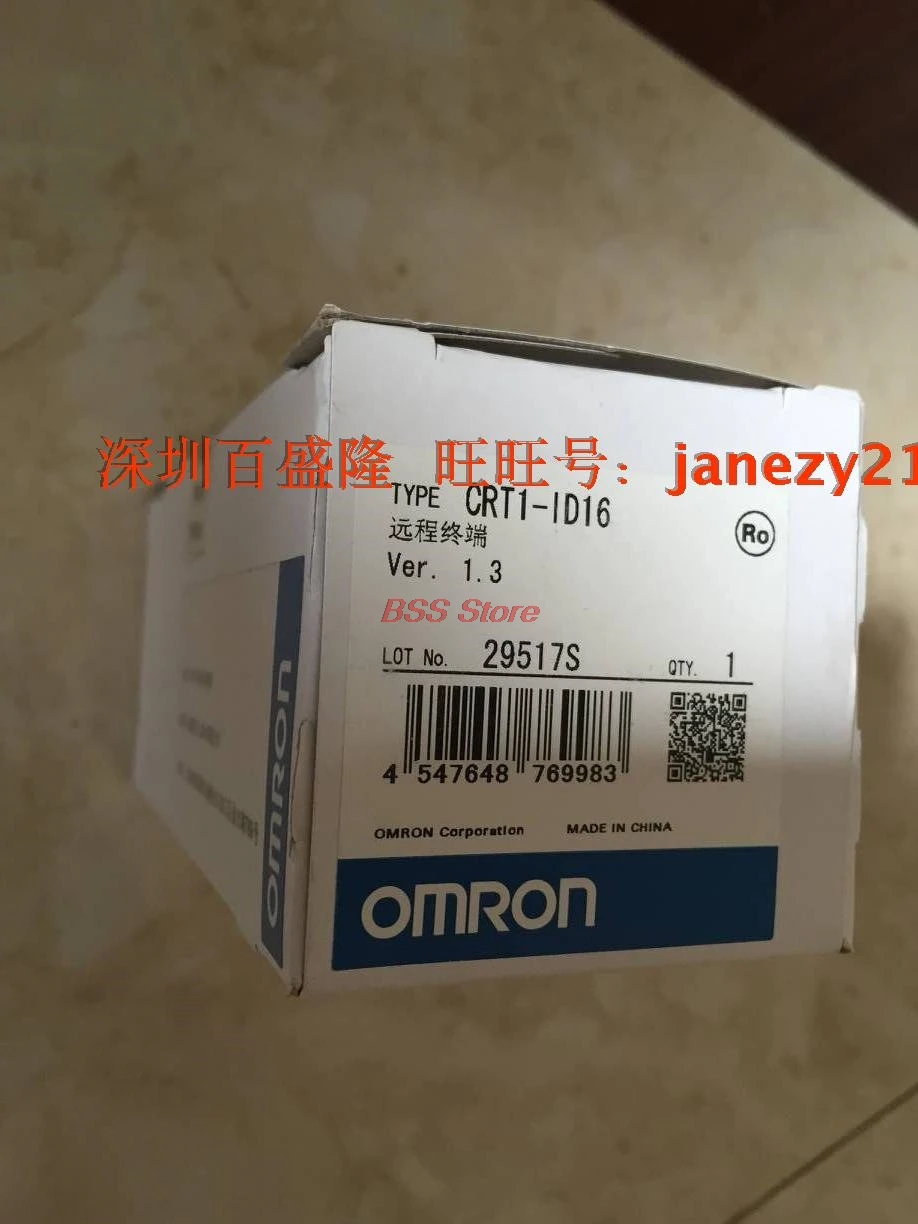 深圳百盛隆 旺旺号：janezy21
TYPE CRT1-ID16
远程终端
Ro
Ver. 1.3
BSS Store
LOT No. 29517S QTY. 1
4 547648 769983
OMRON Corporation MADE IN CHINA
OMRON
OMRON